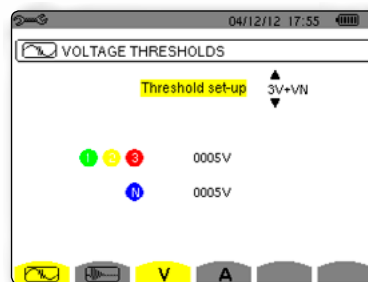 04/12/12 17:55
VOLTAGE THRESHOLDS
Threshold set-up 3V+VN
1 2 3 0005V
N 0005V
V A